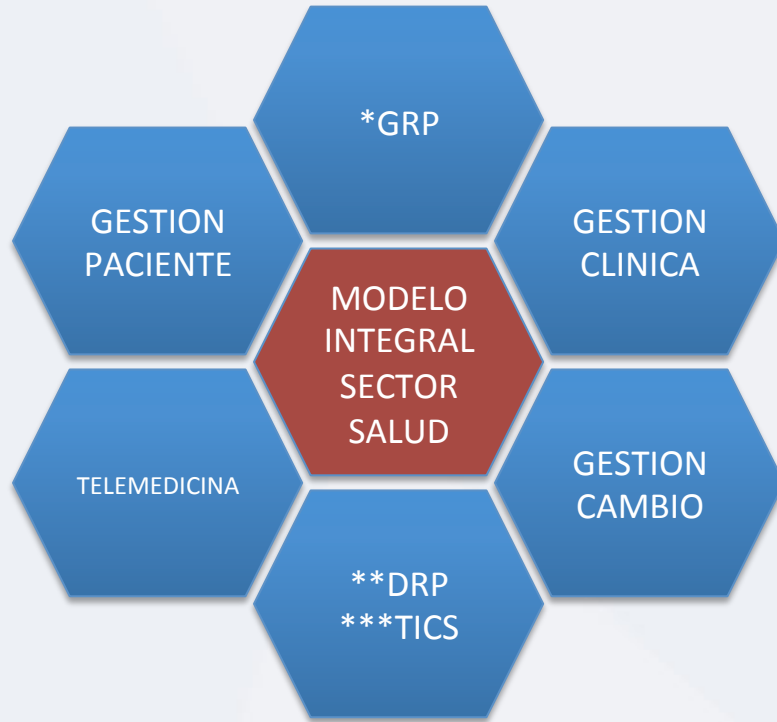 *GRP
GESTION
PACIENTE
GESTION
CLINICA
MODELO
INTEGRAL
SECTOR
SALUD
TELEMEDICINA
GESTION
CAMBIO
**DRP
***TICS